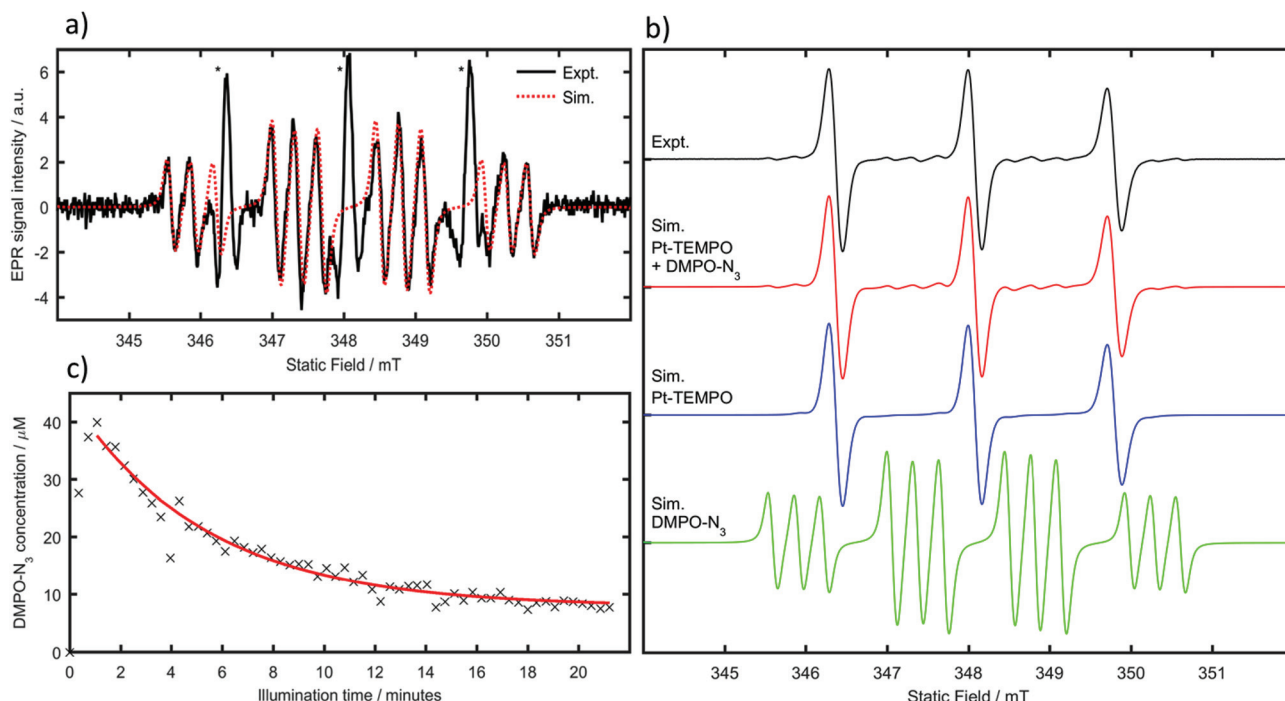 a)
EPR signal intensity / a.u.
6
4
2
0
-2
-4
* * *
Expt.
Sim.
345 346 347 348 349 350 351
Static Field / mT
b)
Expt.
Sim.
Pt-TEMPO
+ DMPO-N₃
Sim.
Pt-TEMPO
Sim.
DMPO-N₃
345 346 347 348 349 350 351
Static Field / mT
c)
DMPO-N₃ concentration / μM
40
30
20
10
0
0 2 4 6 8 10 12 14 16 18 20
Illumination time / minutes